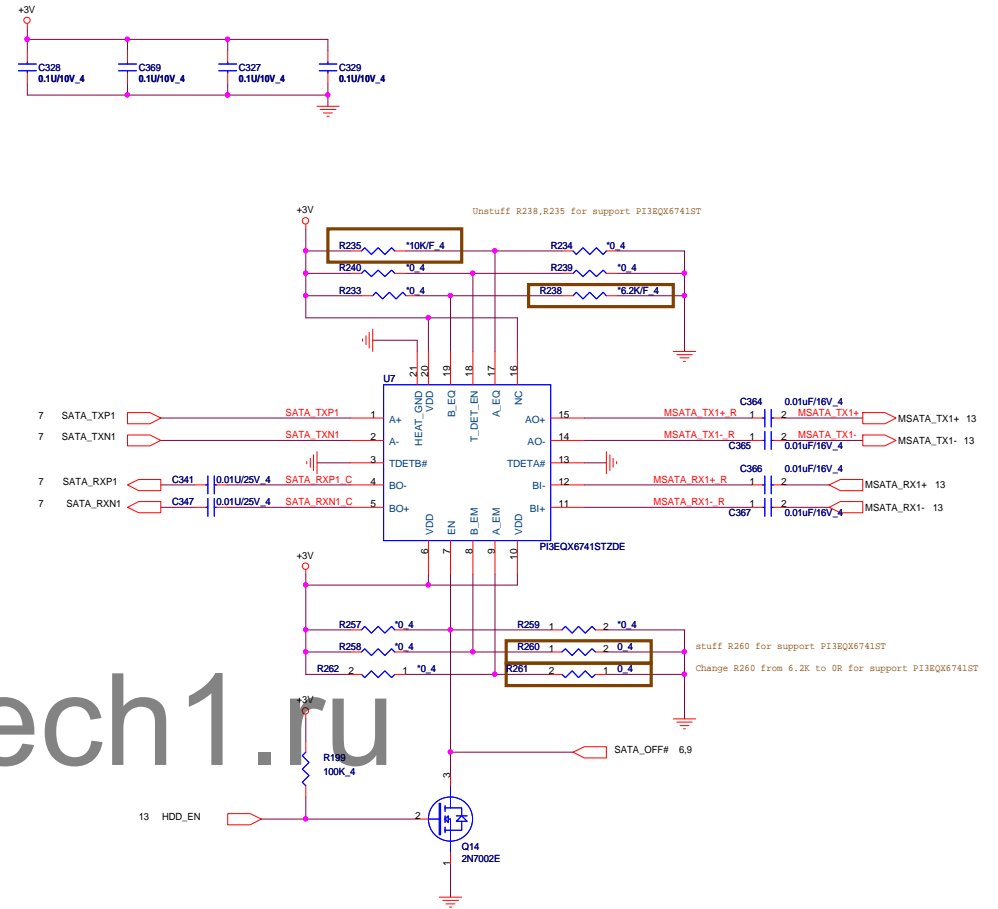 +3V
C328
0.1U/10V_4
C369
0.1U/10V_4
C327
0.1U/10V_4
C329
0.1U/10V_4
+3V
Unstuff R238,R235 for support PI3EQX6741ST
R235 *10K/F_4 R234 *0_4
R240 *0_4 R239 *0_4
R233 *0_4 R238 *6.2K/F_4
21 20 19 18 17 16
U7
HEAT_GND VDD B_EQ T_DET_EN A_EQ NC
7 SATA_TXP1 SATA_TXP1 1 A+
7 SATA_TXN1 SATA_TXN1 2 A-
3 TDETB#
7 SATA_RXP1 C341 0.01U/25V_4 SATA_RXP1_C 4 BO-
7 SATA_RXN1 C347 0.01U/25V_4 SATA_RXN1_C 5 BO+
AO+ 15 MSATA_TX1+_R 1 C364 2 0.01uF/16V_4 MSATA_TX1+ MSATA_TX1+ 13
AO- 14 MSATA_TX1-_R 1 C365 2 0.01uF/16V_4 MSATA_TX1- MSATA_TX1- 13
TDETA# 13
BI- 12 MSATA_RX1+_R 1 C366 2 0.01uF/16V_4 MSATA_RX1+ 13
BI+ 11 MSATA_RX1-_R 1 C367 2 0.01uF/16V_4 MSATA_RX1- 13
VDD EN B_EM A_EM VDD
6 7 8 9 10
PI3EQX6741STZDE
+3V
R257 *0_4 R259 1 2 *0_4
R258 *0_4 R260 1 2 0_4
stuff R260 for support PI3EQX6741ST
R262 2 1 *0_4 R261 2 1 0_4
Change R260 from 6.2K to 0R for support PI3EQX6741ST
ech1.ru
+3V
R199
100K_4
SATA_OFF# 6,9
3
13 HDD_EN 2
Q14
2N7002E
1